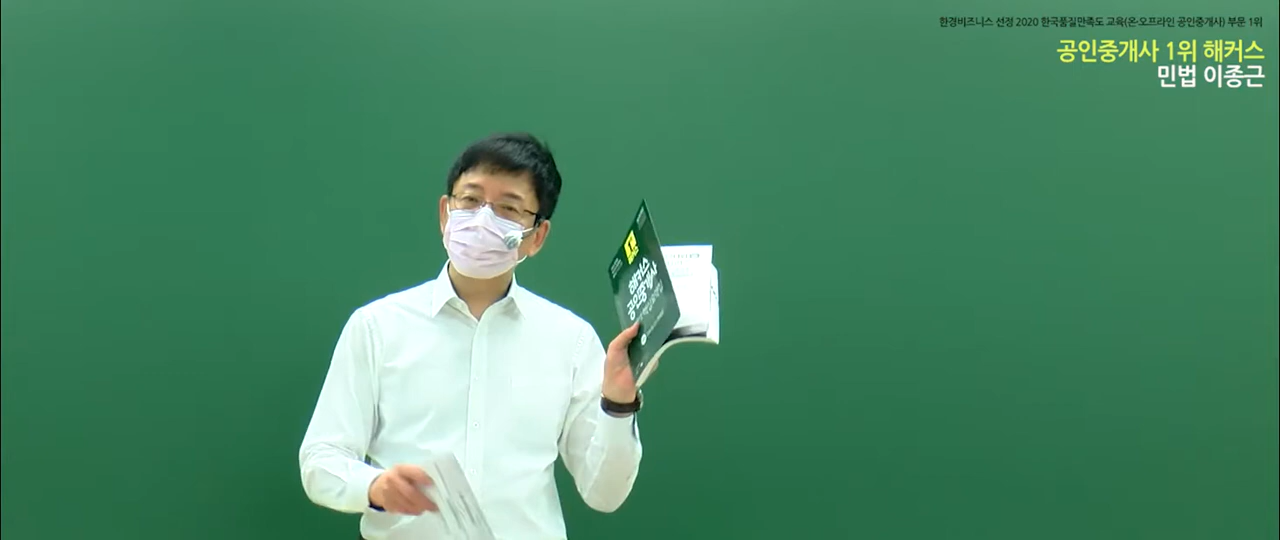 한경비즈니스 선정 2020 한국품질만족도 교육(온·오프라인 공인중개사) 부문 1위
공인중개사 1위 해커스
민법 이종근
해커스
공인중개사